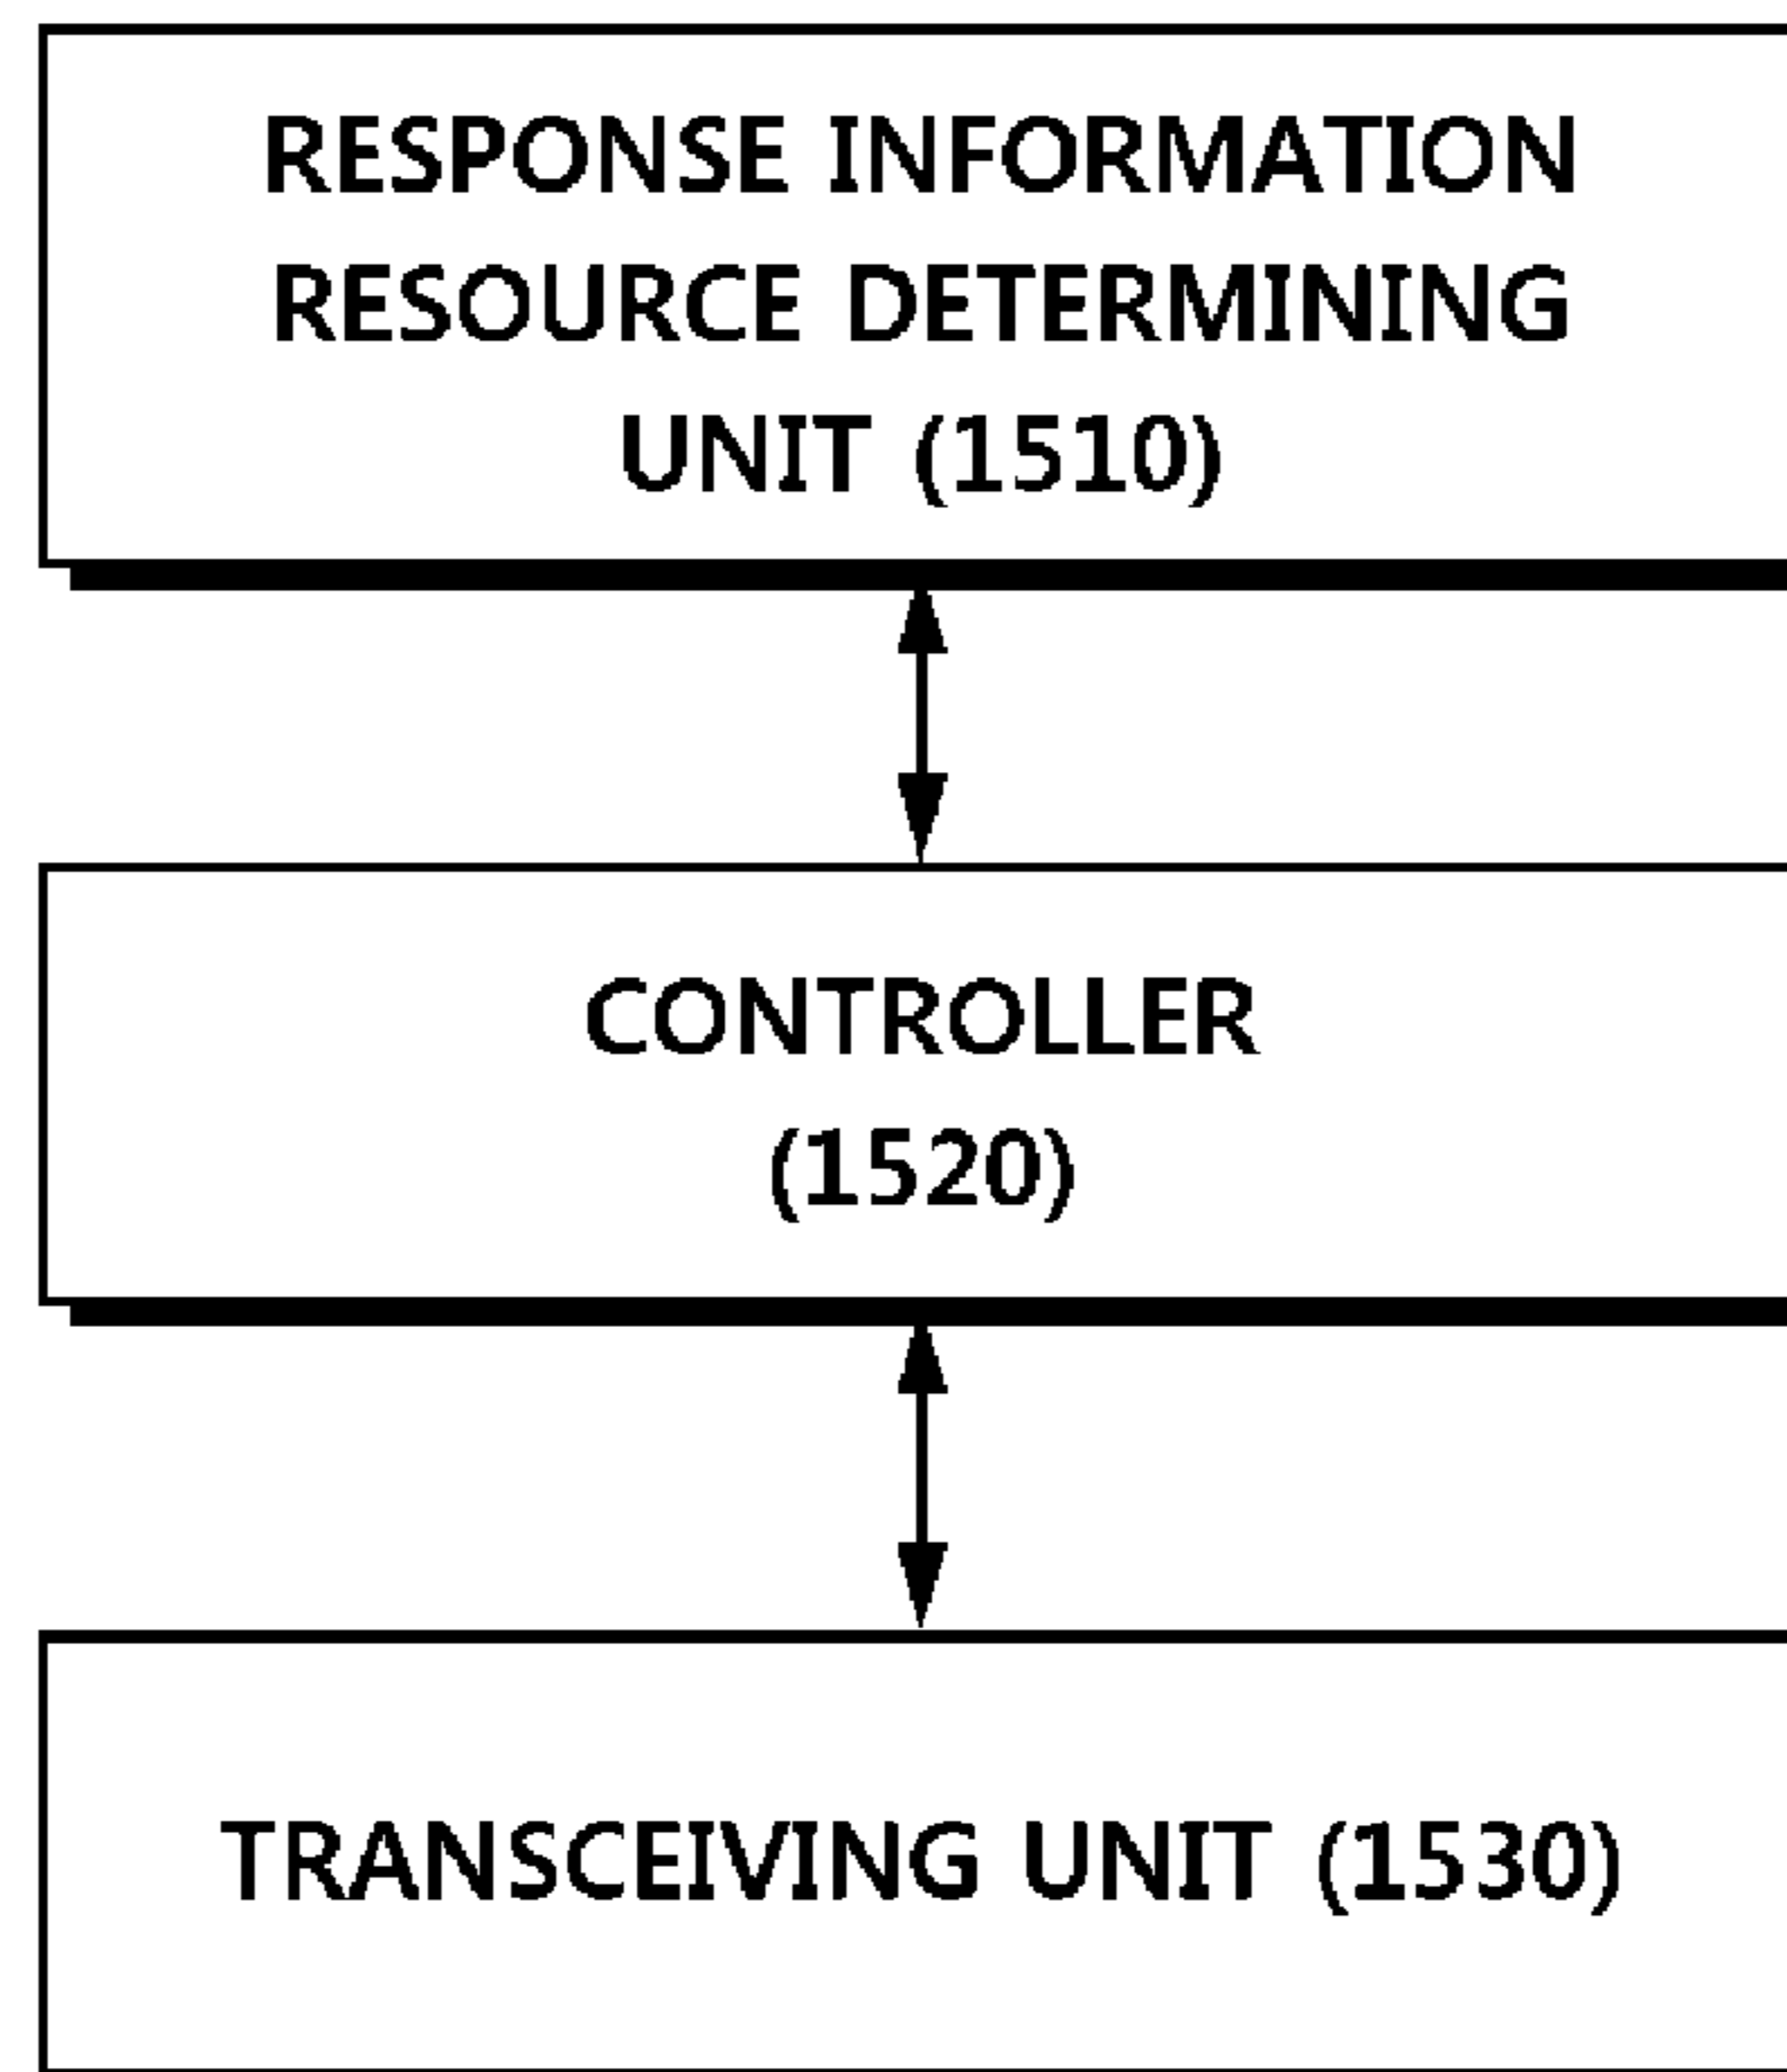 RESPONSE INFORMATION
RESOURCE DETERMINING
UNIT (1510)
CONTROLLER
(1520)
TRANSCEIVING UNIT (1530)